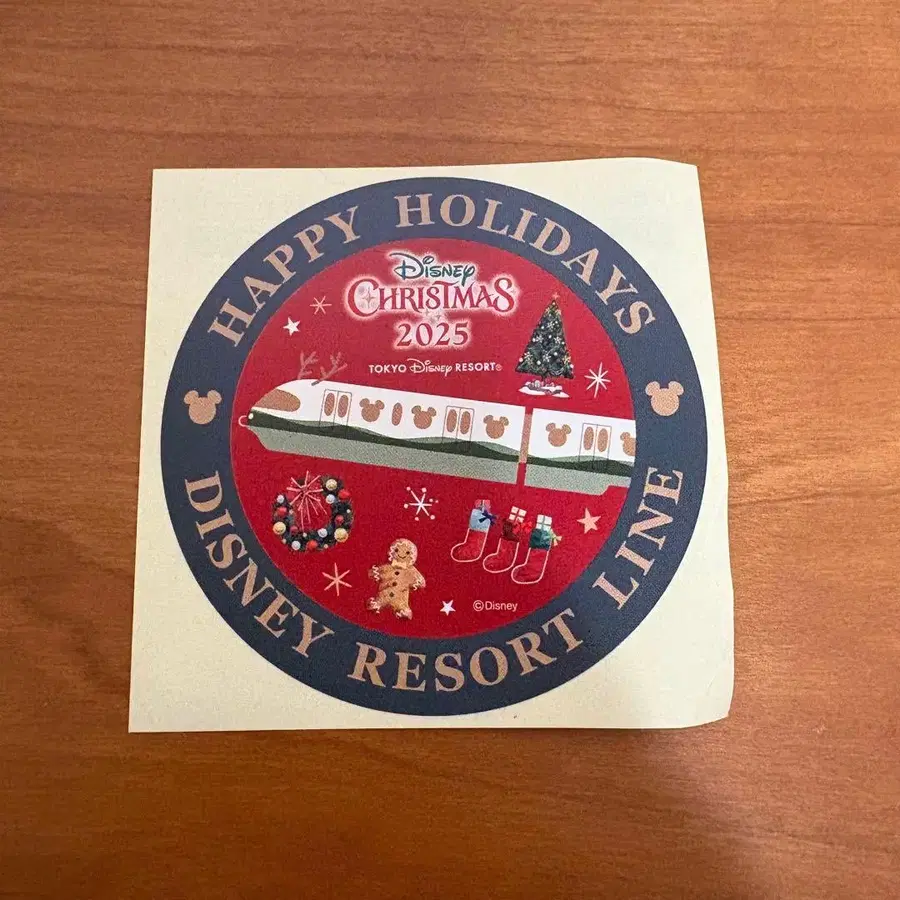 HAPPY HOLIDAYS
Disney
CHRISTMAS
2025
TOKYO Disney RESORT®
©Disney
DISNEY RESORT LINE